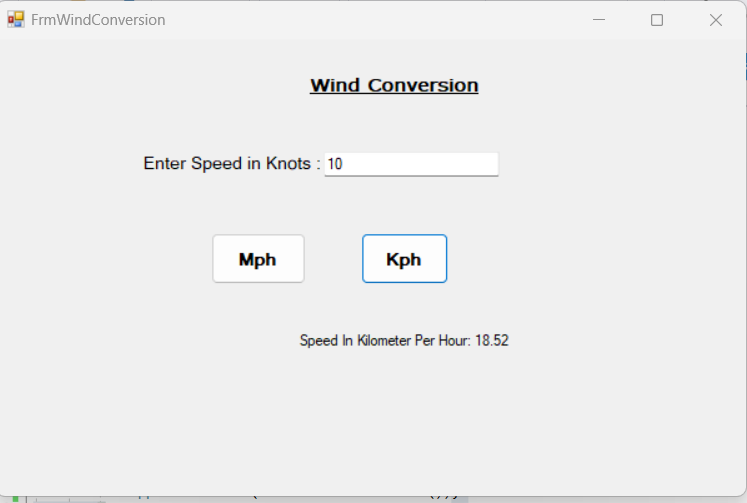 FrmWindConversion
Wind Conversion
Enter Speed in Knots : 10
Mph Kph
Speed In Kilometer Per Hour: 18.52